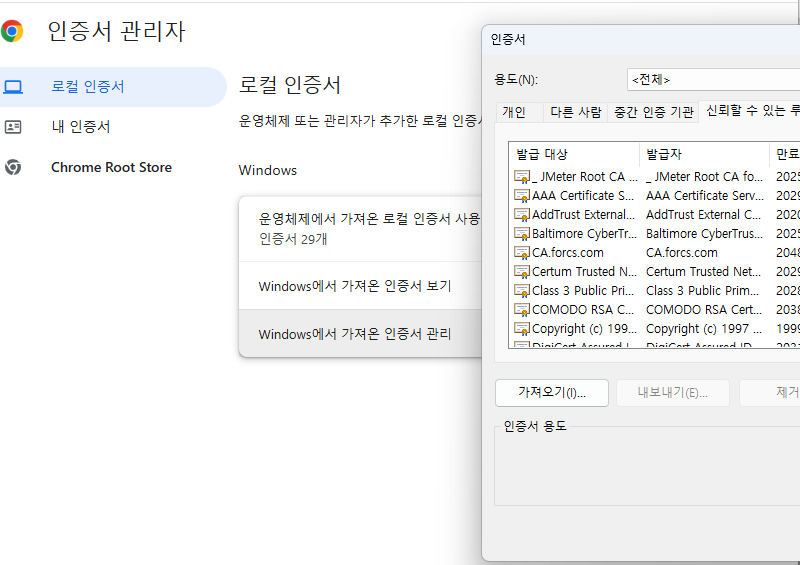 인증서 관리자
로컬 인증서
내 인증서
Chrome Root Store
로컬 인증서
운영체제 또는 관리자가 추가한 로컬 인증서
Windows
운영체제에서 가져온 로컬 인증서 사용
인증서 29개
Windows에서 가져온 인증서 보기
Windows에서 가져온 인증서 관리
인증서
용도(N):
<전체>
개인 다른 사람 중간 인증 기관 신뢰할 수 있는 루
발급 대상 발급자 만료
_ JMeter Root CA ... _ JMeter Root CA fo... 2025
AAA Certificate S... AAA Certificate Serv... 2029
AddTrust External... AddTrust External C... 2020
Baltimore CyberTr... Baltimore CyberTrus... 2025
CA.forcs.com CA.forcs.com 2048
Certum Trusted N... Certum Trusted Net... 2029
Class 3 Public Pri... Class 3 Public Prim... 2028
COMODO RSA C... COMODO RSA Cert... 2038
Copyright (c) 199... Copyright (c) 1997 ... 1999
DigiCert Assured I... DigiCert Assured ID... 2031
가져오기(I)... 내보내기(E)... 제거
인증서 용도